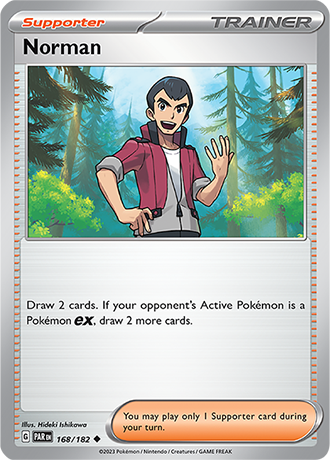 Supporter TRAINER
Norman
Draw 2 cards. If your opponent's Active Pokémon is a
Pokémon ex, draw 2 more cards.
Illus. Hideki Ishikawa
You may play only 1 Supporter card during
your turn.
G PAR EN 168/182
©2023 Pokémon / Nintendo / Creatures / GAME FREAK